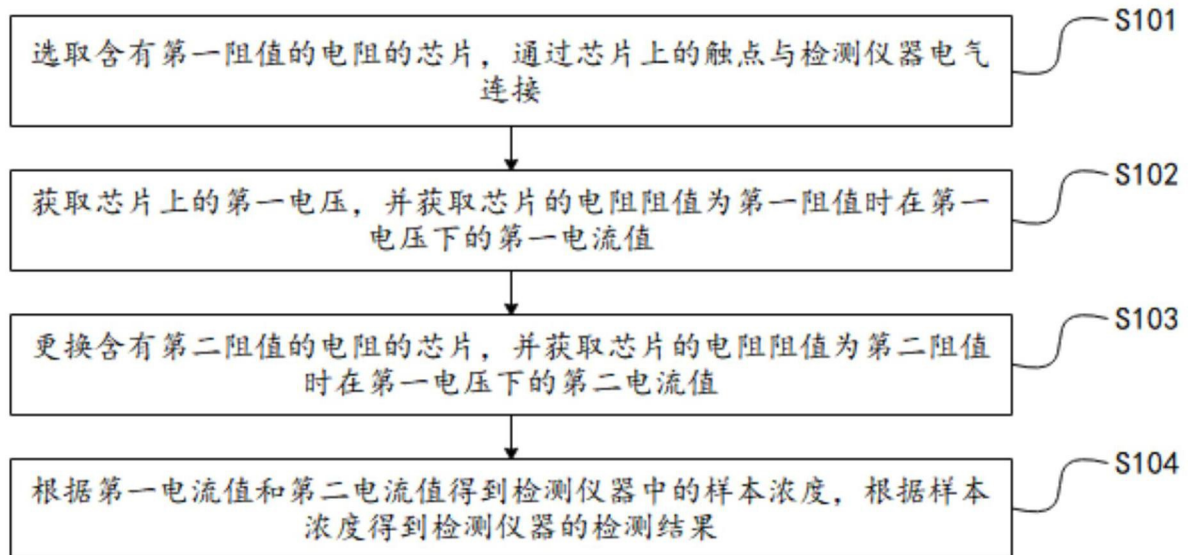 S101
选取含有第一阻值的电阻的芯片，通过芯片上的触点与检测仪器电气
连接
S102
获取芯片上的第一电压，并获取芯片的电阻阻值为第一阻值时在第一
电压下的第一电流值
S103
更换含有第二阻值的电阻的芯片，并获取芯片的电阻阻值为第二阻值
时在第一电压下的第二电流值
S104
根据第一电流值和第二电流值得到检测仪器中的样本浓度，根据样本
浓度得到检测仪器的检测结果